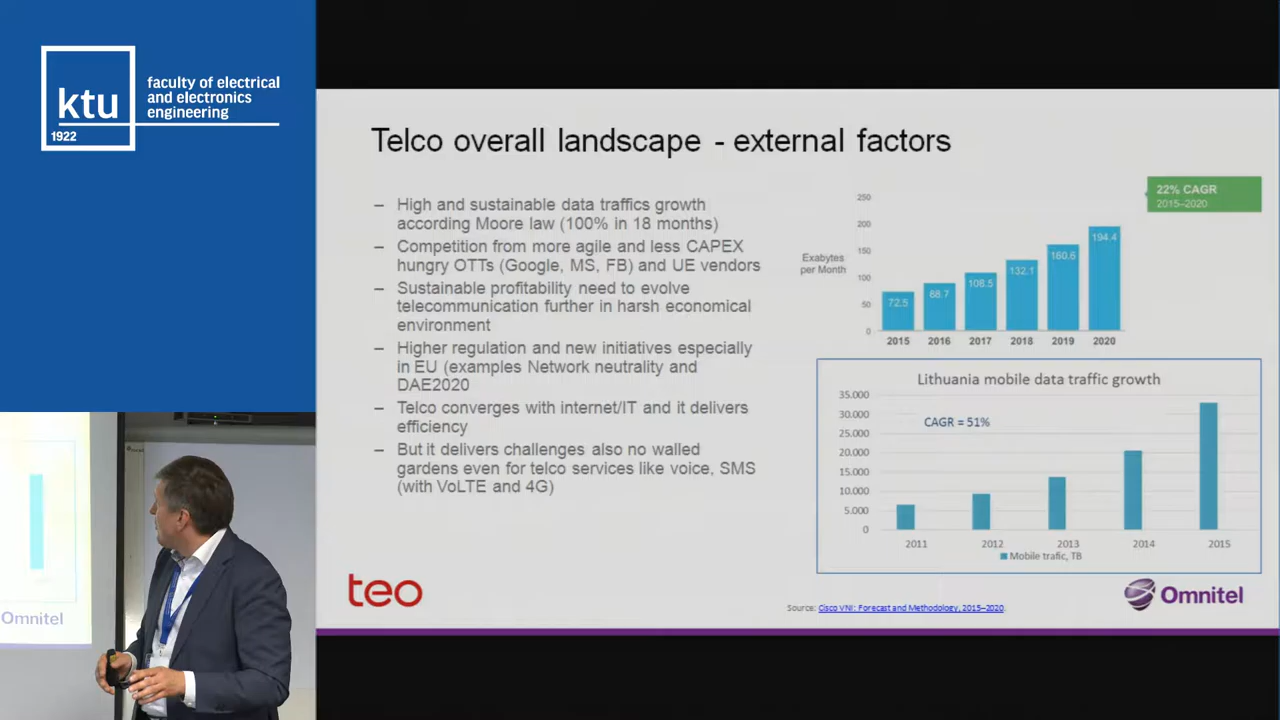 ktu
1922
faculty of electrical
and electronics
engineering
Telco overall landscape - external factors
– High and sustainable data traffics growth
according Moore law (100% in 18 months)
– Competition from more agile and less CAPEX
hungry OTTs (Google, MS, FB) and UE vendors
– Sustainable profitability need to evolve
telecommunication further in harsh economical
environment
– Higher regulation and new initiatives especially
in EU (examples Network neutrality and
DAE2020
– Telco converges with internet/IT and it delivers
efficiency
– But it delivers challenges also no walled
gardens even for telco services like voice, SMS
(with VoLTE and 4G)
22% CAGR
2015–2020
Exabytes
per Month
250
200
150
100
50
0
72.5
88.7
108.5
132.1
160.6
194.4
2015 2016 2017 2018 2019 2020
Lithuania mobile data traffic growth
CAGR = 51%
35.000
30.000
25.000
20.000
15.000
10.000
5.000
0
2011 2012 2013 2014 2015
Mobile trafic, TB
teo
Source: Cisco VNI: Forecast and Methodology, 2015–2020.
Omnitel
Omnitel